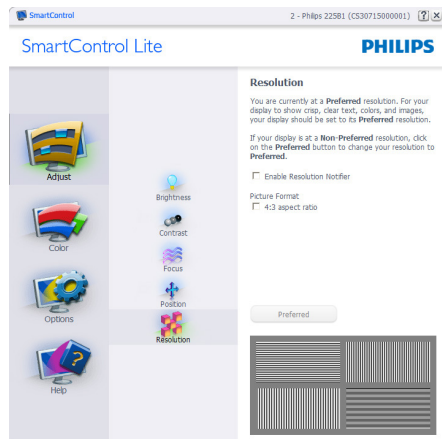 SmartControl
2 - Philips 225B1 (CS30715000001)
SmartControl Lite
PHILIPS
Adjust
Color
Options
Help
Brightness
Contrast
Focus
Position
Resolution
Resolution
You are currently at a Preferred resolution. For your
display to show crisp, clear text, colors, and images,
your display should be set to its Preferred resolution.
If your display is at a Non-Preferred resolution, click
on the Preferred button to change your resolution to
Preferred.
Enable Resolution Notifier
Picture Format
4:3 aspect ratio
Preferred